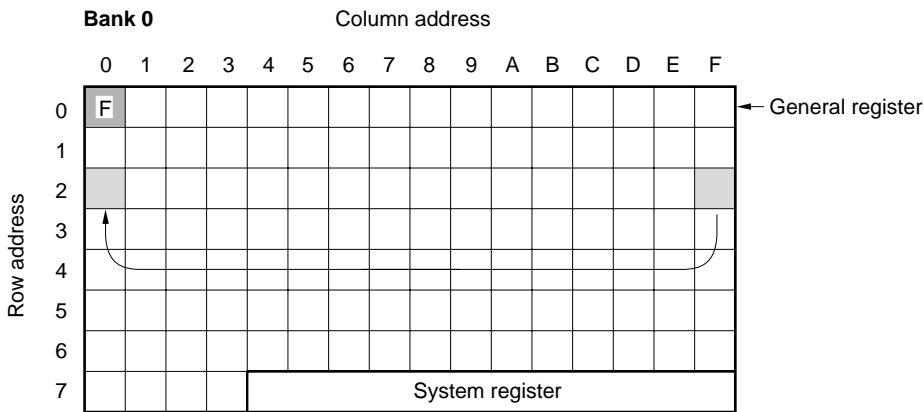 Bank 0 Column address
0 1 2 3 4 5 6 7 8 9 A B C D E F
0 F General register
1
2
3
4
5
6
7 System register
Row address